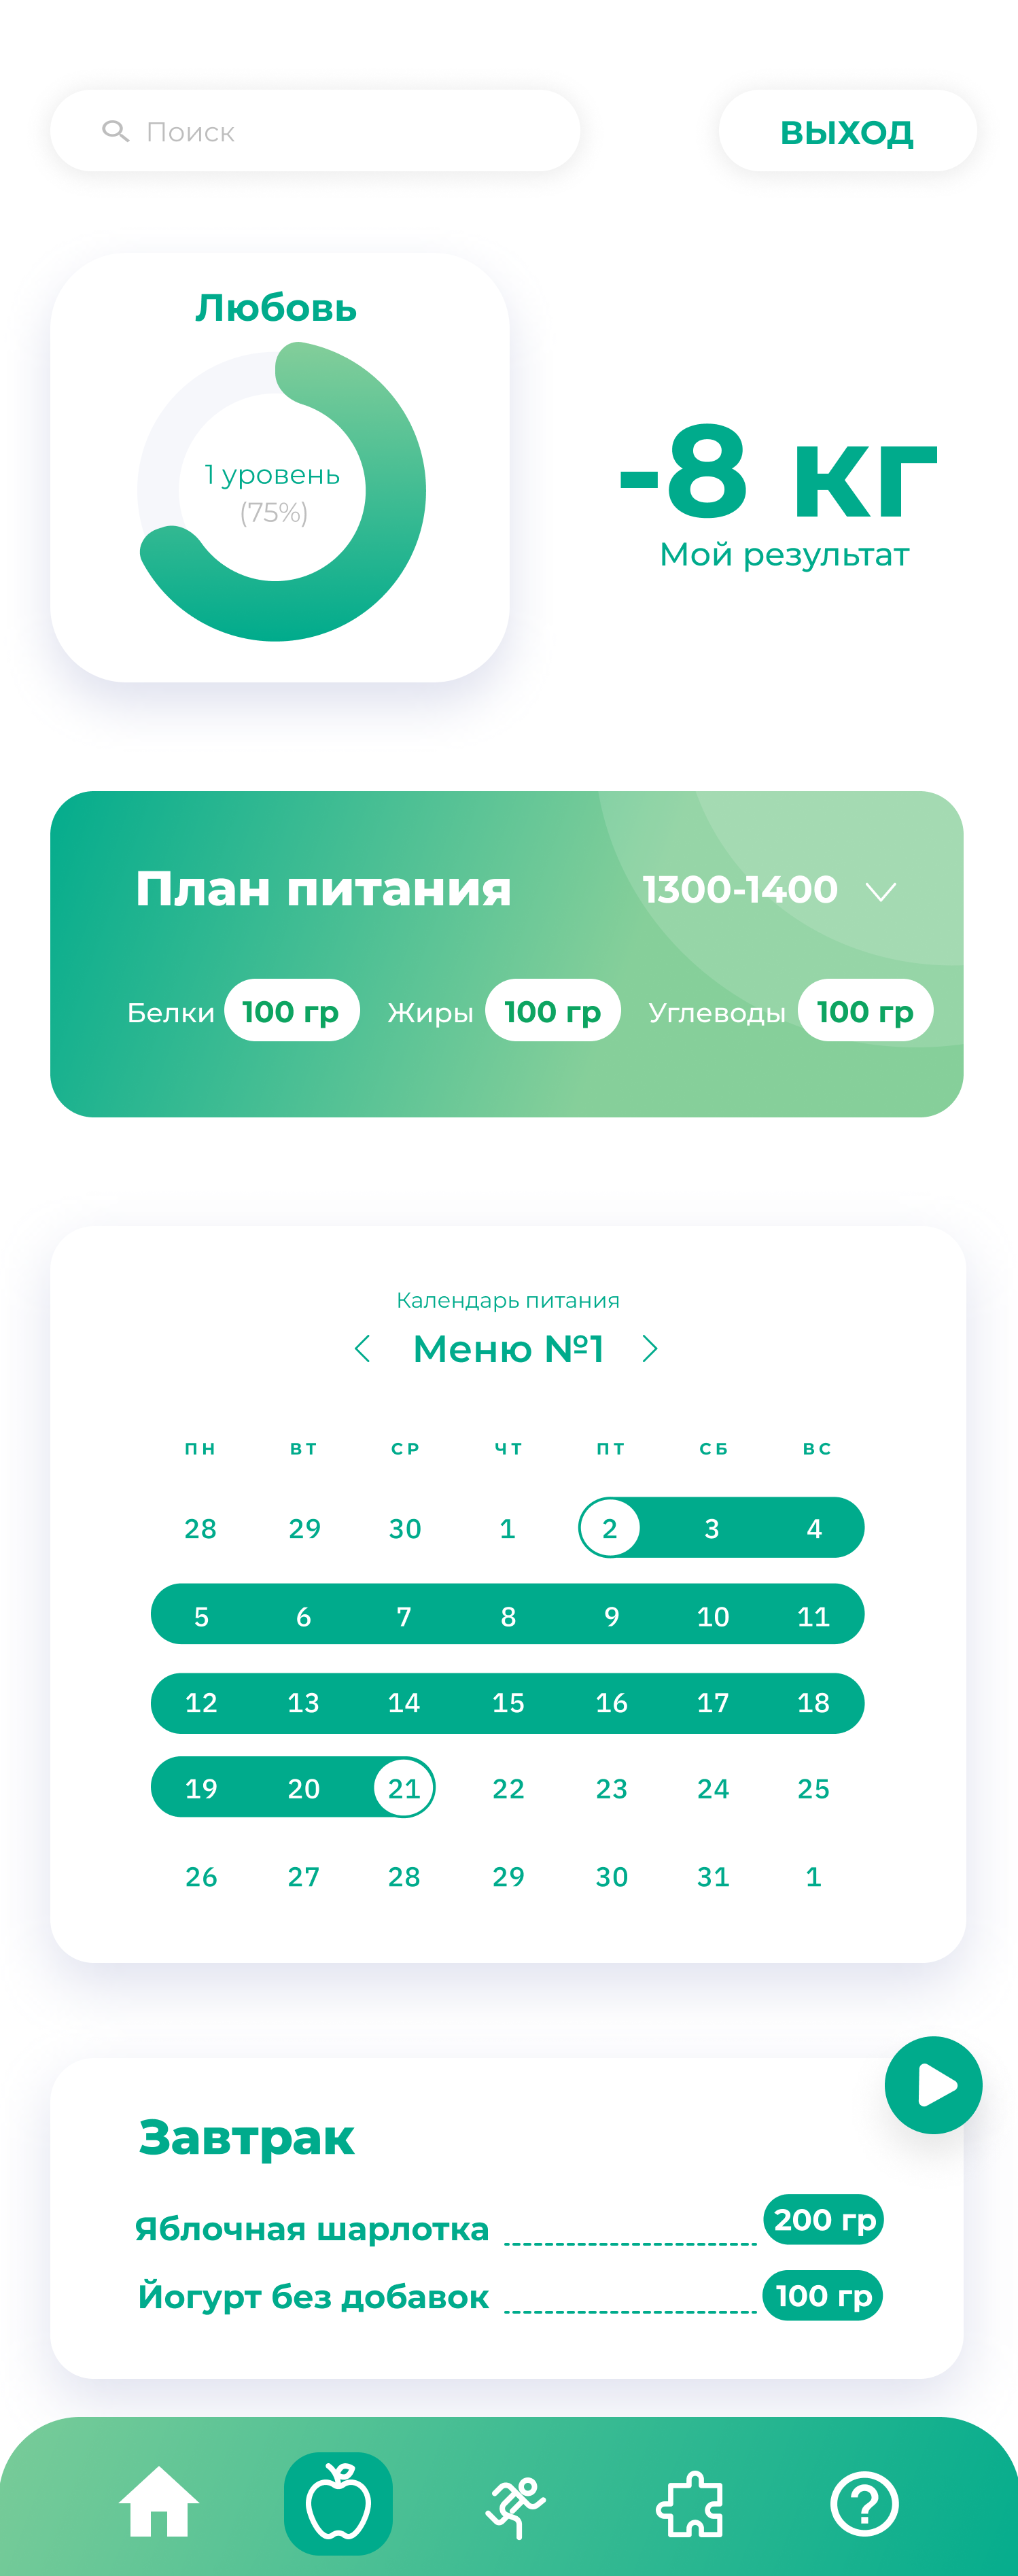 Поиск
ВЫХОД
Любовь
1 уровень
(75%)
-8 кг
Мой результат
План питания 1300-1400
Белки 100 гр Жиры 100 гр Углеводы 100 гр
Календарь питания
Меню №1
ПН ВТ СР ЧТ ПТ СБ ВС
28 29 30 1 2 3 4
5 6 7 8 9 10 11
12 13 14 15 16 17 18
19 20 21 22 23 24 25
26 27 28 29 30 31 1
Завтрак
Яблочная шарлотка 200 гр
Йогурт без добавок 100 гр
?